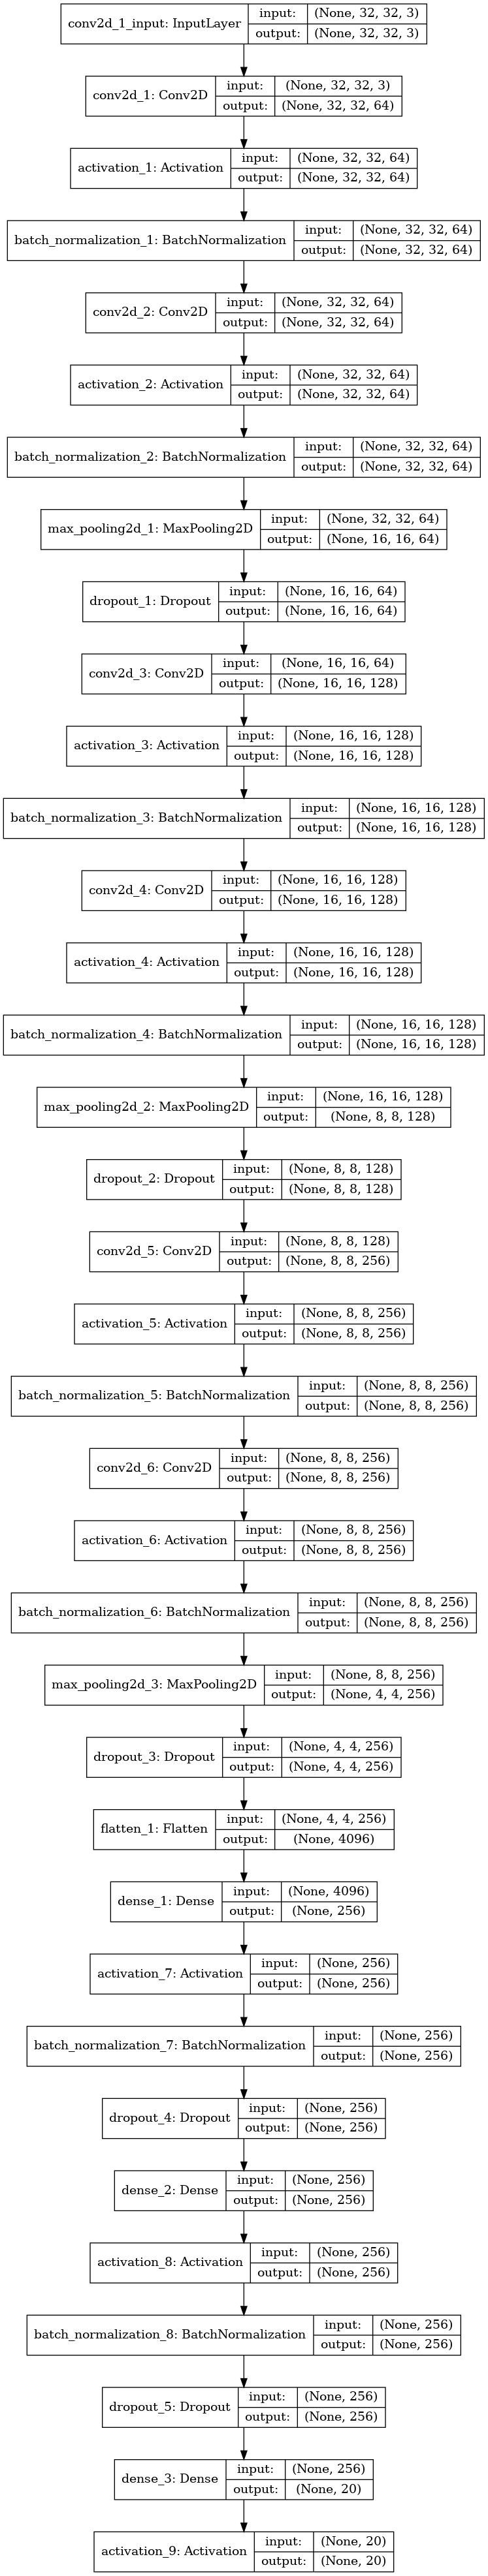 conv2d_1_input: InputLayer
input: (None, 32, 32, 3)
output: (None, 32, 32, 3)
conv2d_1: Conv2D
input: (None, 32, 32, 3)
output: (None, 32, 32, 64)
activation_1: Activation
input: (None, 32, 32, 64)
output: (None, 32, 32, 64)
batch_normalization_1: BatchNormalization
input: (None, 32, 32, 64)
output: (None, 32, 32, 64)
conv2d_2: Conv2D
input: (None, 32, 32, 64)
output: (None, 32, 32, 64)
activation_2: Activation
input: (None, 32, 32, 64)
output: (None, 32, 32, 64)
batch_normalization_2: BatchNormalization
input: (None, 32, 32, 64)
output: (None, 32, 32, 64)
max_pooling2d_1: MaxPooling2D
input: (None, 32, 32, 64)
output: (None, 16, 16, 64)
dropout_1: Dropout
input: (None, 16, 16, 64)
output: (None, 16, 16, 64)
conv2d_3: Conv2D
input: (None, 16, 16, 64)
output: (None, 16, 16, 128)
activation_3: Activation
input: (None, 16, 16, 128)
output: (None, 16, 16, 128)
batch_normalization_3: BatchNormalization
input: (None, 16, 16, 128)
output: (None, 16, 16, 128)
conv2d_4: Conv2D
input: (None, 16, 16, 128)
output: (None, 16, 16, 128)
activation_4: Activation
input: (None, 16, 16, 128)
output: (None, 16, 16, 128)
batch_normalization_4: BatchNormalization
input: (None, 16, 16, 128)
output: (None, 16, 16, 128)
max_pooling2d_2: MaxPooling2D
input: (None, 16, 16, 128)
output: (None, 8, 8, 128)
dropout_2: Dropout
input: (None, 8, 8, 128)
output: (None, 8, 8, 128)
conv2d_5: Conv2D
input: (None, 8, 8, 128)
output: (None, 8, 8, 256)
activation_5: Activation
input: (None, 8, 8, 256)
output: (None, 8, 8, 256)
batch_normalization_5: BatchNormalization
input: (None, 8, 8, 256)
output: (None, 8, 8, 256)
conv2d_6: Conv2D
input: (None, 8, 8, 256)
output: (None, 8, 8, 256)
activation_6: Activation
input: (None, 8, 8, 256)
output: (None, 8, 8, 256)
batch_normalization_6: BatchNormalization
input: (None, 8, 8, 256)
output: (None, 8, 8, 256)
max_pooling2d_3: MaxPooling2D
input: (None, 8, 8, 256)
output: (None, 4, 4, 256)
dropout_3: Dropout
input: (None, 4, 4, 256)
output: (None, 4, 4, 256)
flatten_1: Flatten
input: (None, 4, 4, 256)
output: (None, 4096)
dense_1: Dense
input: (None, 4096)
output: (None, 256)
activation_7: Activation
input: (None, 256)
output: (None, 256)
batch_normalization_7: BatchNormalization
input: (None, 256)
output: (None, 256)
dropout_4: Dropout
input: (None, 256)
output: (None, 256)
dense_2: Dense
input: (None, 256)
output: (None, 256)
activation_8: Activation
input: (None, 256)
output: (None, 256)
batch_normalization_8: BatchNormalization
input: (None, 256)
output: (None, 256)
dropout_5: Dropout
input: (None, 256)
output: (None, 256)
dense_3: Dense
input: (None, 256)
output: (None, 20)
activation_9: Activation
input: (None, 20)
output: (None, 20)